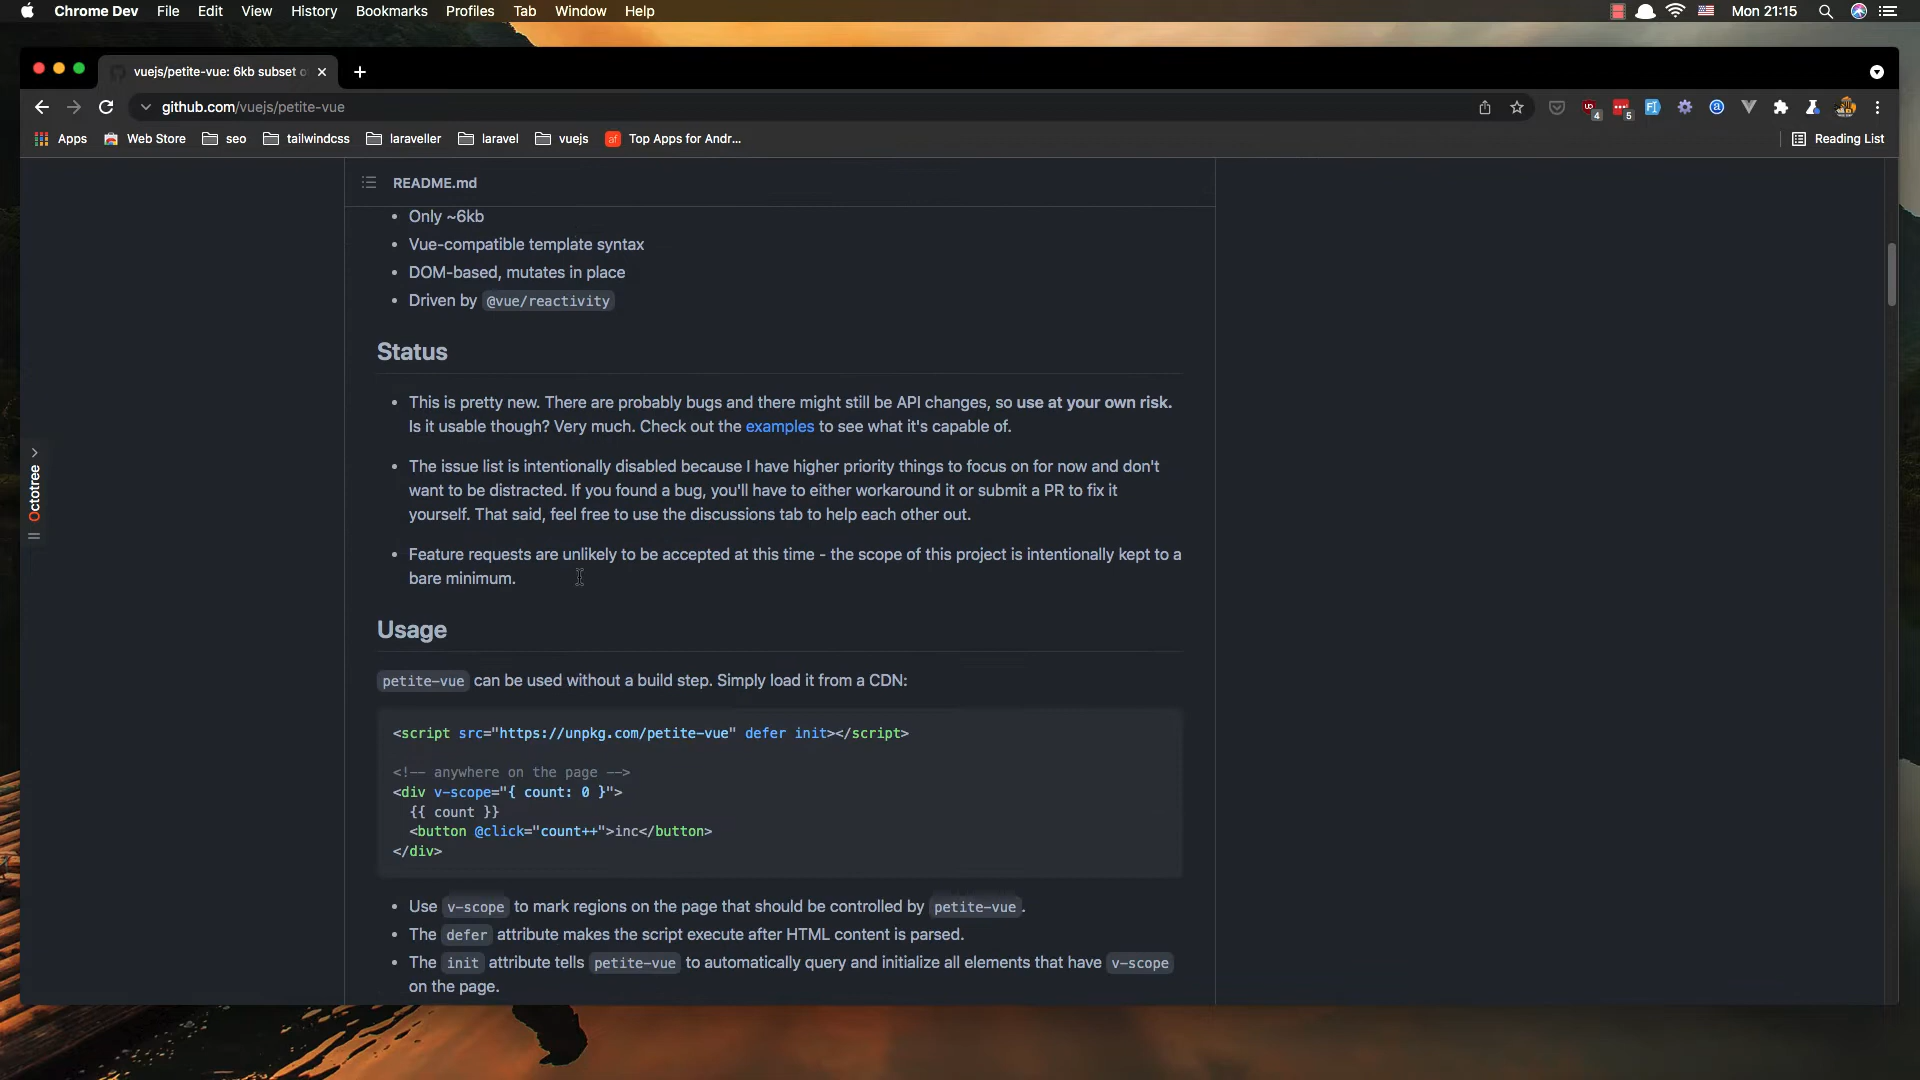 Chrome Dev File Edit View History Bookmarks Profiles Tab Window Help Mon 21:15
vuejs/petite-vue: 6kb subset o
github.com/vuejs/petite-vue
4 5
Apps Web Store seo tailwindcss laraveller laravel vuejs af Top Apps for Andr... Reading List
README.md
• Only ~6kb
• Vue-compatible template syntax
• DOM-based, mutates in place
• Driven by @vue/reactivity
Status
• This is pretty new. There are probably bugs and there might still be API changes, so use at your own risk.
Is it usable though? Very much. Check out the examples to see what it's capable of.
• The issue list is intentionally disabled because I have higher priority things to focus on for now and don't
want to be distracted. If you found a bug, you'll have to either workaround it or submit a PR to fix it
yourself. That said, feel free to use the discussions tab to help each other out.
Octotree
• Feature requests are unlikely to be accepted at this time - the scope of this project is intentionally kept to a
bare minimum.
Usage
petite-vue can be used without a build step. Simply load it from a CDN:
<script src="https://unpkg.com/petite-vue" defer init></script>
<!-- anywhere on the page -->
<div v-scope="{ count: 0 }">
{{ count }}
<button @click="count++">inc</button>
</div>
• Use v-scope to mark regions on the page that should be controlled by petite-vue.
• The defer attribute makes the script execute after HTML content is parsed.
• The init attribute tells petite-vue to automatically query and initialize all elements that have v-scope
on the page.